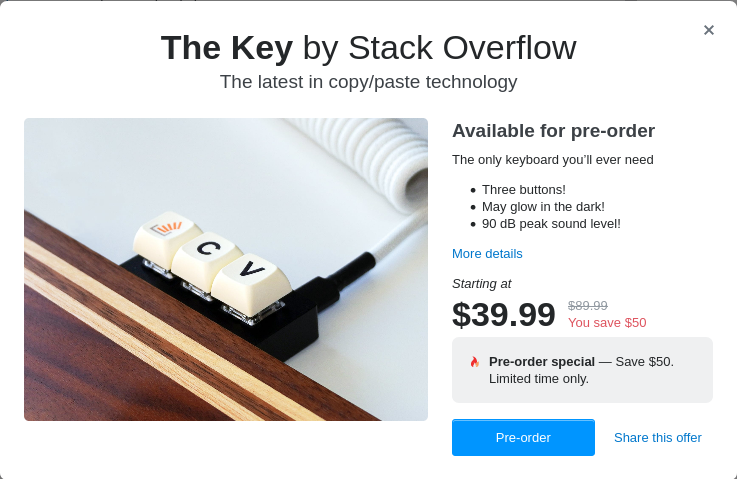 The Key by Stack Overflow
The latest in copy/paste technology
C
V
Available for pre-order
The only keyboard you'll ever need
Three buttons!
May glow in the dark!
90 dB peak sound level!
More details
Starting at
$39.99
$89.99
You save $50
Pre-order special — Save $50.
Limited time only.
Pre-order
Share this offer